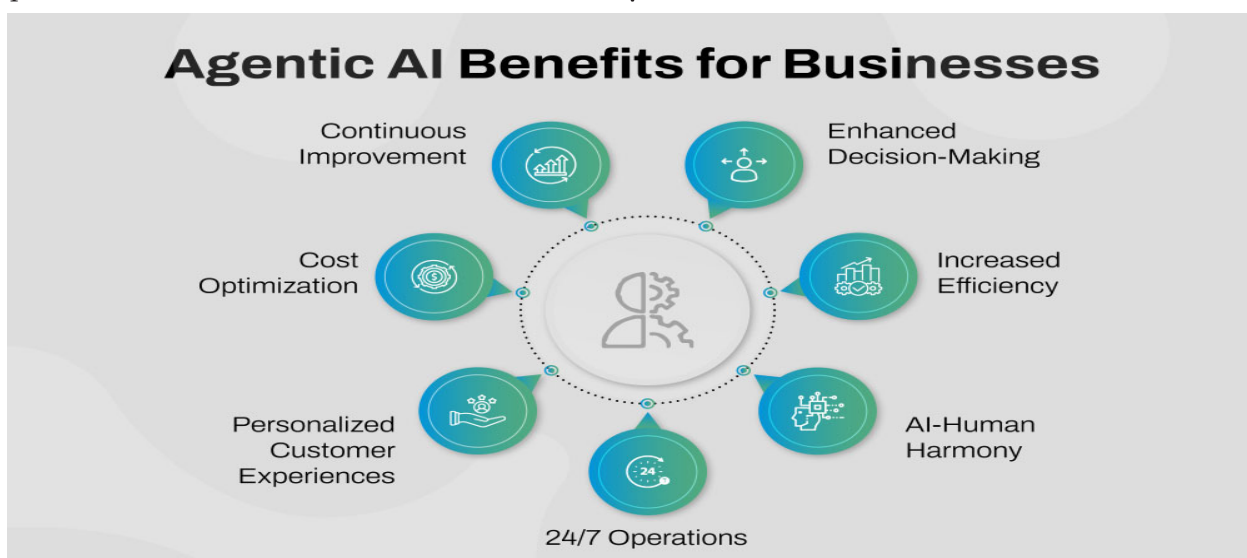 Agentic AI Benefits for Businesses
Continuous
Improvement
Enhanced
Decision-Making
Cost
Optimization
Increased
Efficiency
Personalized
Customer
Experiences
AI-Human
Harmony
24
24/7 Operations